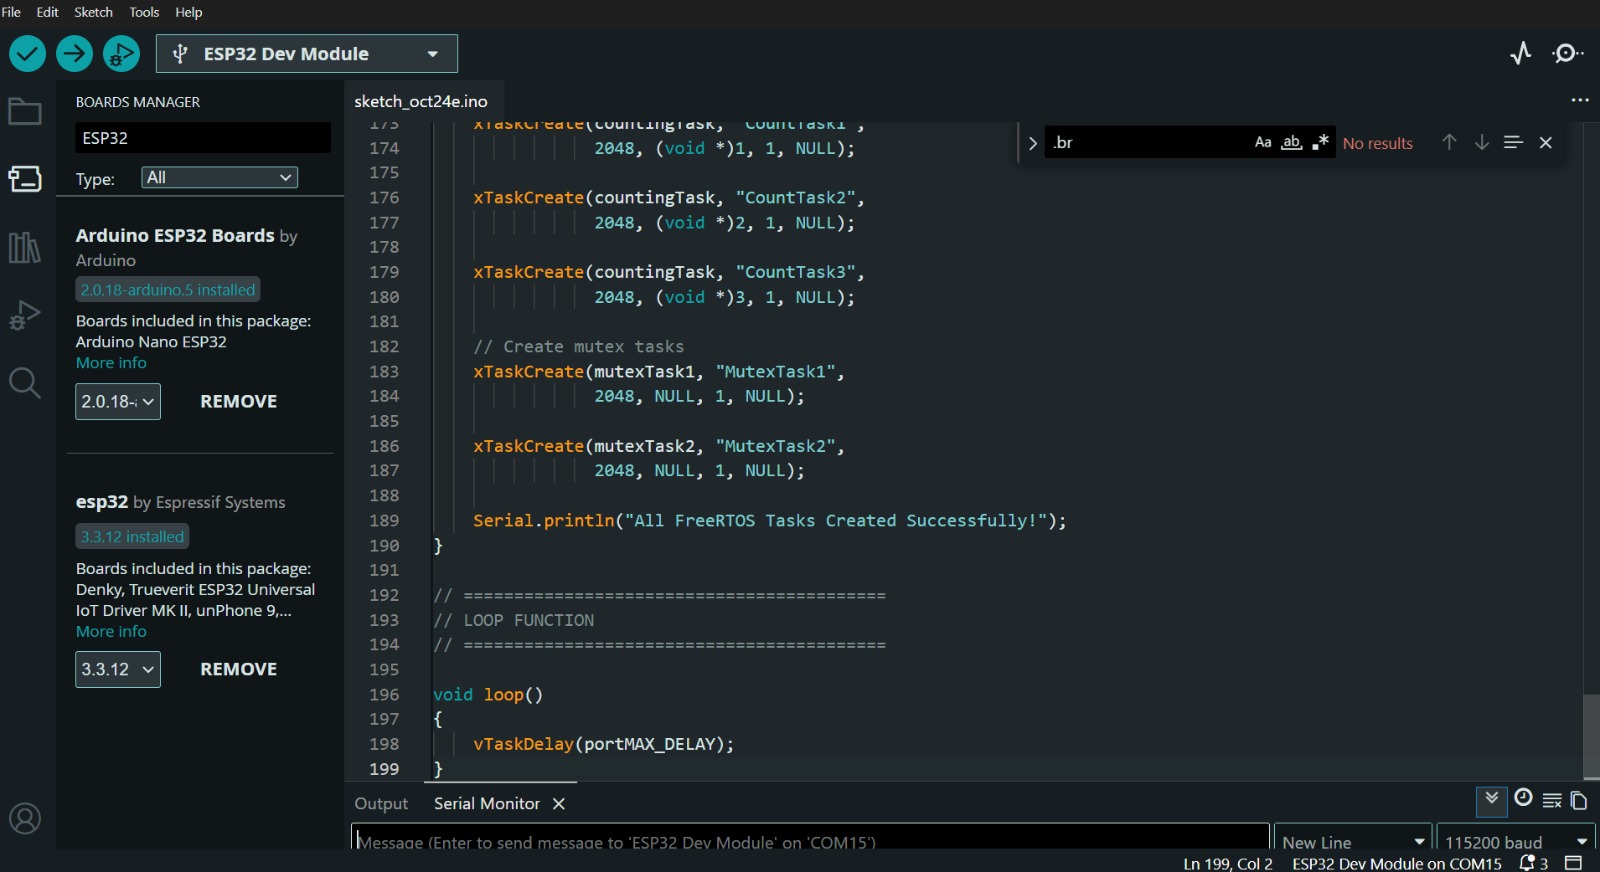 File Edit Sketch Tools Help
ESP32 Dev Module
BOARDS MANAGER
ESP32
Type: All
Arduino ESP32 Boards by
Arduino
2.0.18-arduino.5 installed
Boards included in this package:
Arduino Nano ESP32
More info
2.0.18-
REMOVE
esp32 by Espressif Systems
3.3.12 installed
Boards included in this package:
Denky, Trueverit ESP32 Universal
IoT Driver MK II, unPhone 9,...
More info
3.3.12
REMOVE
sketch_oct24e.ino
.br Aa ab .* No results
173 xTaskCreate(countingTask, "CountTask1",
174 2048, (void *)1, 1, NULL);
175
176 xTaskCreate(countingTask, "CountTask2",
177 2048, (void *)2, 1, NULL);
178
179 xTaskCreate(countingTask, "CountTask3",
180 2048, (void *)3, 1, NULL);
181
182 // Create mutex tasks
183 xTaskCreate(mutexTask1, "MutexTask1",
184 2048, NULL, 1, NULL);
185
186 xTaskCreate(mutexTask2, "MutexTask2",
187 2048, NULL, 1, NULL);
188
189 Serial.println("All FreeRTOS Tasks Created Successfully!");
190 }
191
192 // ==========================================
193 // LOOP FUNCTION
194 // ==========================================
195
196 void loop()
197 {
198 vTaskDelay(portMAX_DELAY);
199 }
Output Serial Monitor
Message (Enter to send message to 'ESP32 Dev Module' on 'COM15')
New Line
115200 baud
Ln 199, Col 2 ESP32 Dev Module on COM15 3